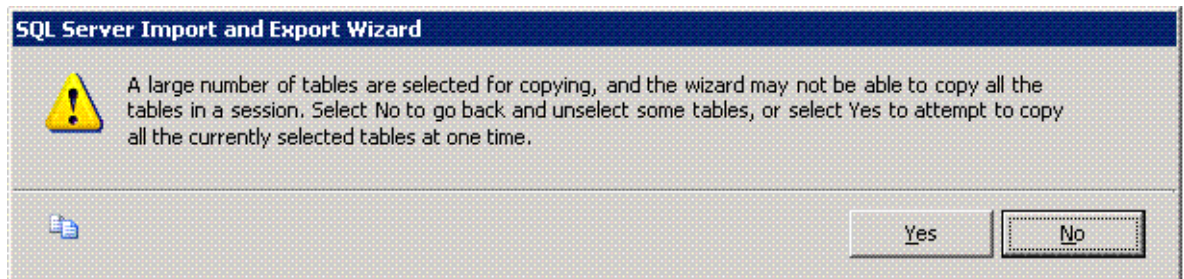 SQL Server Import and Export Wizard
A large number of tables are selected for copying, and the wizard may not be able to copy all the
tables in a session. Select No to go back and unselect some tables, or select Yes to attempt to copy
all the currently selected tables at one time.
Yes
No